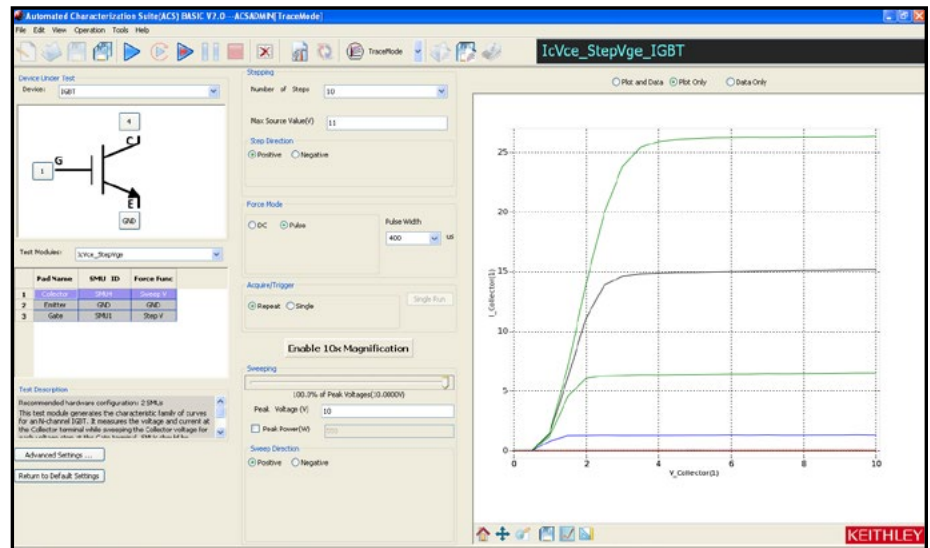 Automated Characterization Suite(ACS) BASIC V2.0---ACSADMIN[TraceMode]
File Edit View Operation Tools Help
TraceMode
IcVce_StepVge_IGBT
Device Under Test
Device: IGBT
4
C
G
1
E
GND
Test Modules: IcVce_StepVge
Pad Name SMU ID Force Func
1 Collector SMU4 Sweep V
2 Emitter GND GND
3 Gate SMU1 Step V
Test Description
Recommended hardware configuration: 2 SMUs
This test module generates the characteristic family of curves
for an N-channel IGBT. It measures the voltage and current at
the Collector terminal while sweeping the Collector voltage for
Advanced Settings ...
Return to Default Settings
Stepping
Number of Steps 10
Max Source Value(V) 11
Step Direction
Positive Negative
Force Mode
DC Pulse
Pulse Width
400 us
Acquire/Trigger
Repeat Single
Single Run
Enable 10x Magnification
Sweeping
100.0% of Peak Voltages(10.0000V)
Peak Voltage (V) 10
Peak Power(W)
Sweep Direction
Positive Negative
Plot and Data Plot Only Data Only
25
20
15
10
5
0
I_Collector(1)
0 2 4 6 8 10
V_Collector(1)
KEITHLEY